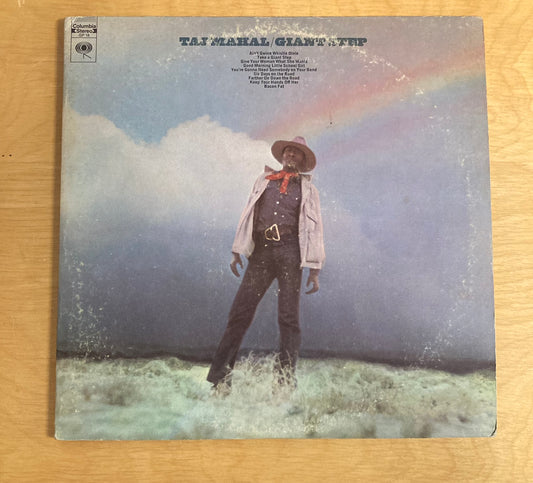 Columbia
Stereo
GP 18
TAJ MAHAL/GIANT STEP
Ain't Gwine Whistle Dixie
Take a Giant Step
Give Your Woman What She Wants
Good Morning Little School Girl
You're Gonna Need Somebody on Your Bond
Six Days on the Road
Farther On Down the Road
Keep Your Hands Off Her
Bacon Fat